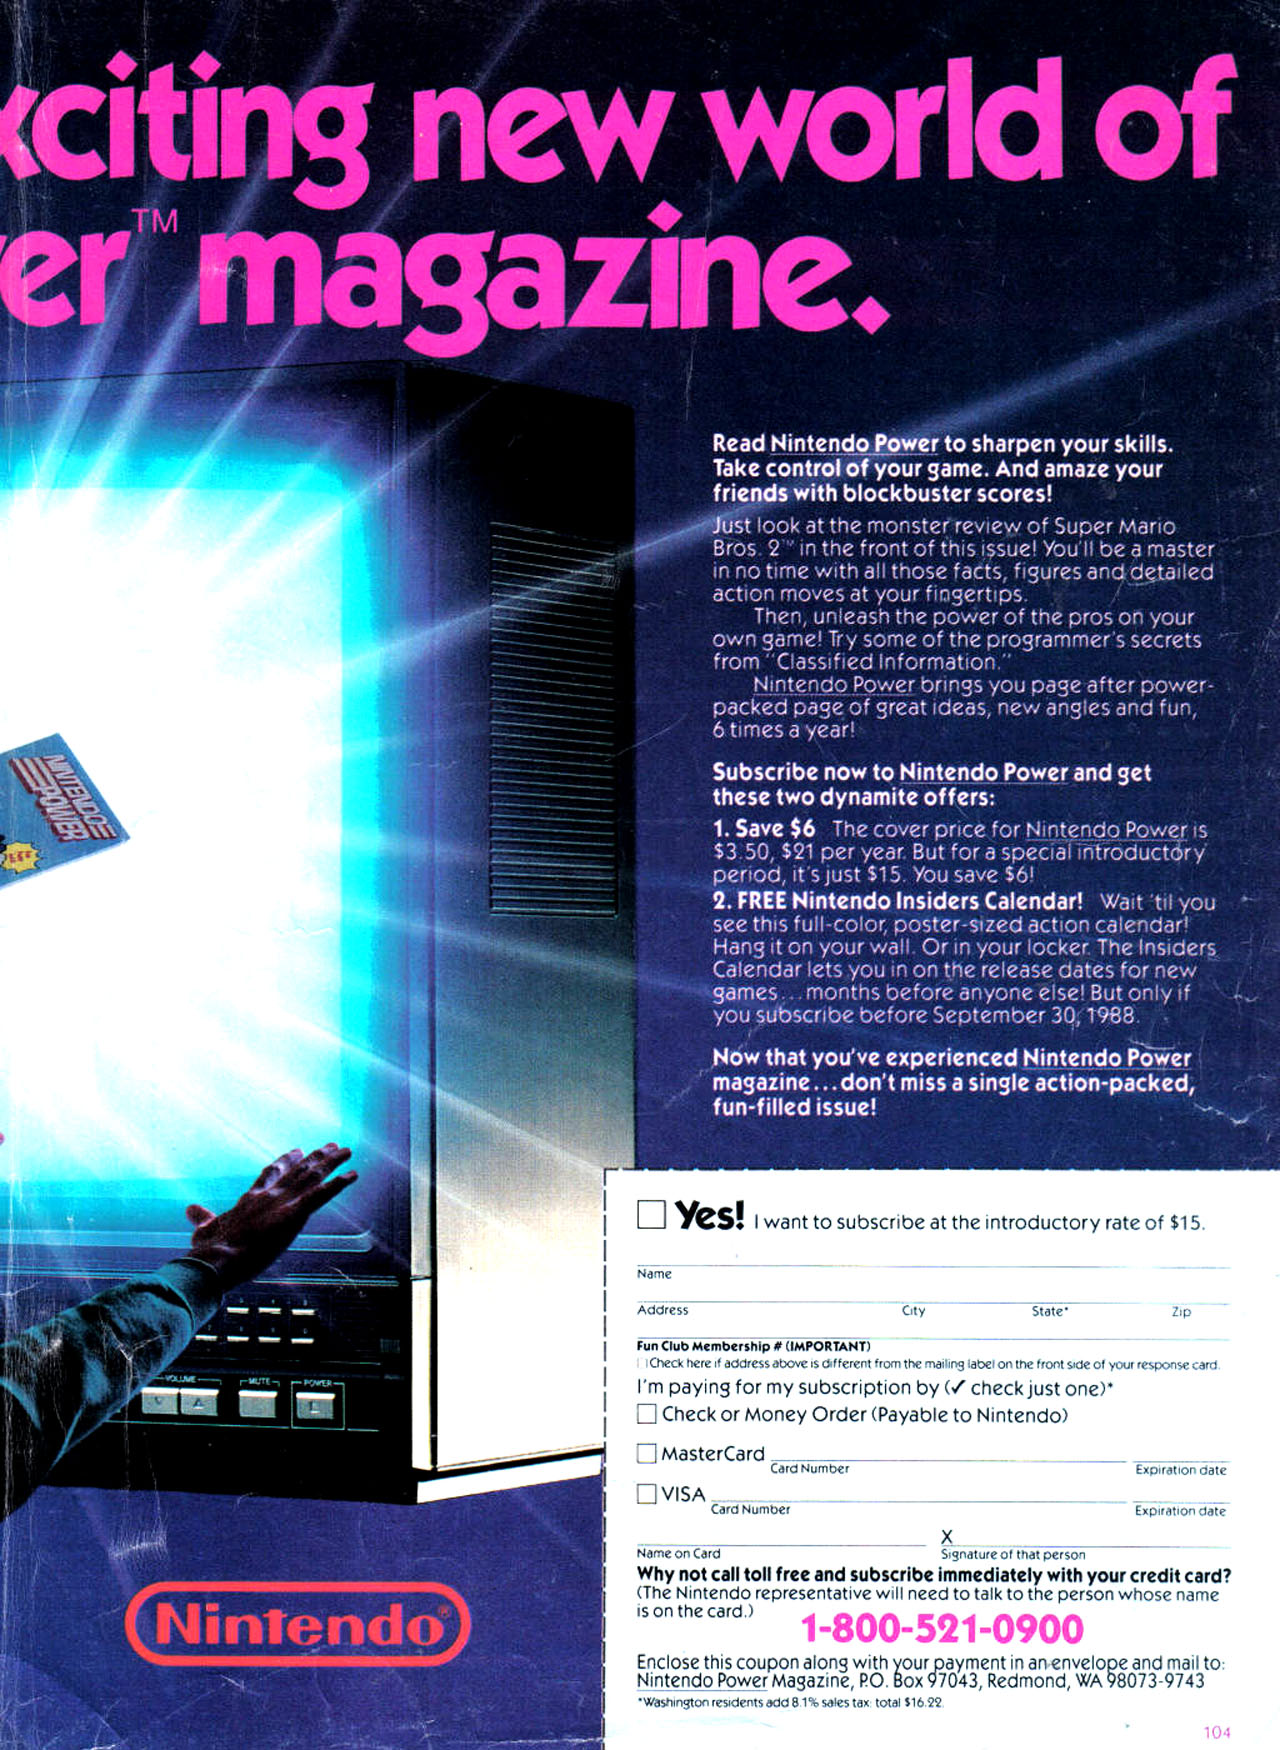 xciting new world of
er™ magazine.
Read Nintendo Power to sharpen your skills.
Take control of your game. And amaze your
friends with blockbuster scores!
Just look at the monster review of Super Mario
Bros. 2™ in the front of this issue! You'll be a master
in no time with all those facts, figures and detailed
action moves at your fingertips.
Then, unleash the power of the pros on your
own game! Try some of the programmer's secrets
from "Classified Information."
Nintendo Power brings you page after power-
packed page of great ideas, new angles and fun,
6 times a year!
NINTENDO
POWER
Subscribe now to Nintendo Power and get
these two dynamite offers:
1. Save $6 The cover price for Nintendo Power is
$3.50, $21 per year. But for a special introductory
period, it's just $15. You save $6!
2. FREE Nintendo Insiders Calendar! Wait 'til you
see this full-color, poster-sized action calendar!
Hang it on your wall. Or in your locker. The Insiders
Calendar lets you in on the release dates for new
games...months before anyone else! But only if
you subscribe before September 30, 1988.
Now that you've experienced Nintendo Power
magazine...don't miss a single action-packed,
fun-filled issue!
VOLUME MUTE POWER
Nintendo®
Yes! I want to subscribe at the introductory rate of $15.
Name
Address City State* Zip
Fun Club Membership # (IMPORTANT)
Check here if address above is different from the mailing label on the front side of your response card.
I'm paying for my subscription by (✓ check just one)*
Check or Money Order (Payable to Nintendo)
MasterCard
Card Number Expiration date
VISA
Card Number Expiration date
X
Name on Card Signature of that person
Why not call toll free and subscribe immediately with your credit card?
(The Nintendo representative will need to talk to the person whose name
is on the card.) 1-800-521-0900
Enclose this coupon along with your payment in an envelope and mail to:
Nintendo Power Magazine, P.O. Box 97043, Redmond, WA 98073-9743
*Washington residents add 8.1% sales tax: total $16.22.
104